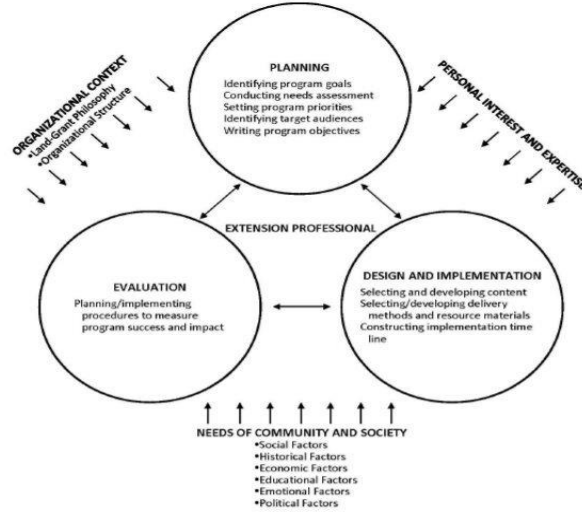 PLANNING
Identifying program goals
Conducting needs assessment
Setting program priorities
Identifying target audiences
Writing program objectives
ORGANIZATIONAL CONTEXT
•Land-Grant Philosophy
•Organizational Structure
PERSONAL INTEREST AND EXPERTISE
EXTENSION PROFESSIONAL
EVALUATION
Planning/implementing
procedures to measure
program success and impact
DESIGN AND IMPLEMENTATION
Selecting and developing content
Selecting/developing delivery
methods and resource materials
Constructing implementation time
line
NEEDS OF COMMUNITY AND SOCIETY
•Social Factors
•Historical Factors
•Economic Factors
•Educational Factors
•Emotional Factors
•Political Factors